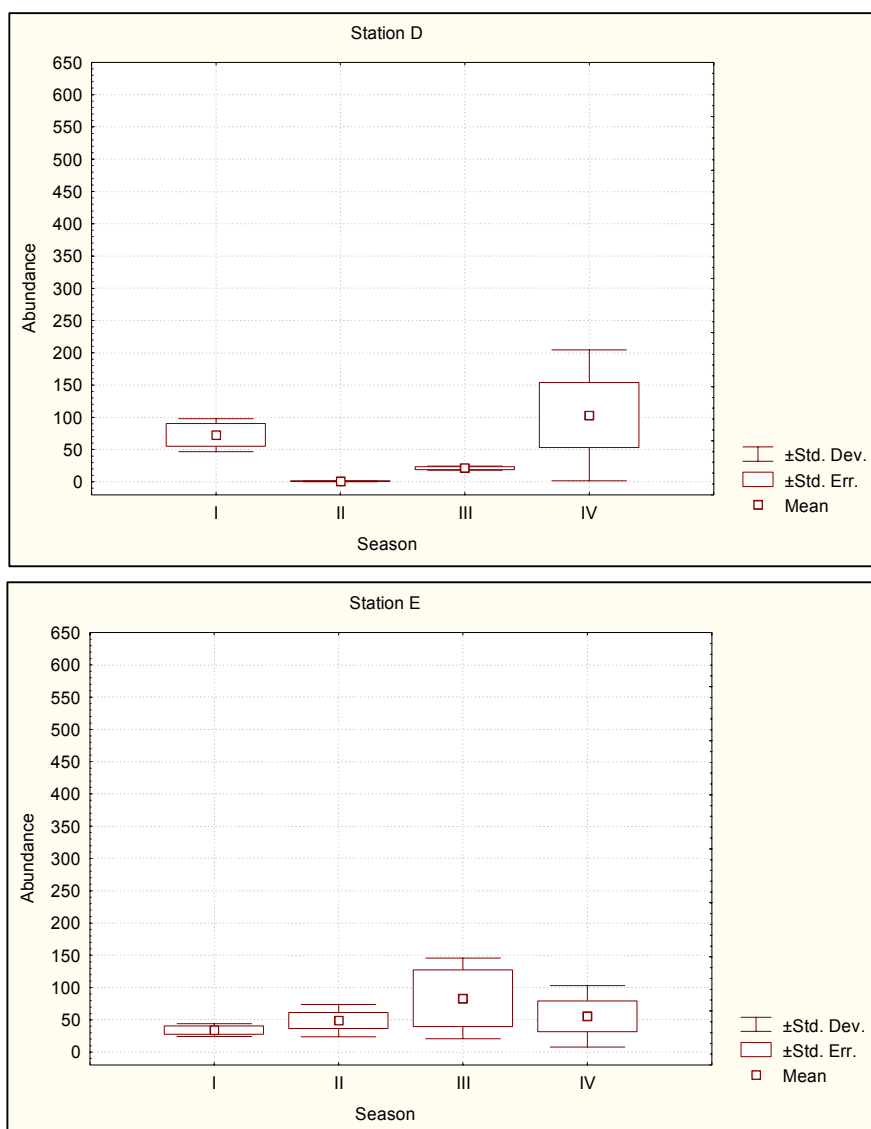 Station D
650
600
550
500
450
400
350
300
250
200
150
100
50
0
Abundance
I II III IV
Season
±Std. Dev.
±Std. Err.
Mean
Station E
650
600
550
500
450
400
350
300
250
200
150
100
50
0
Abundance
I II III IV
Season
±Std. Dev.
±Std. Err.
Mean